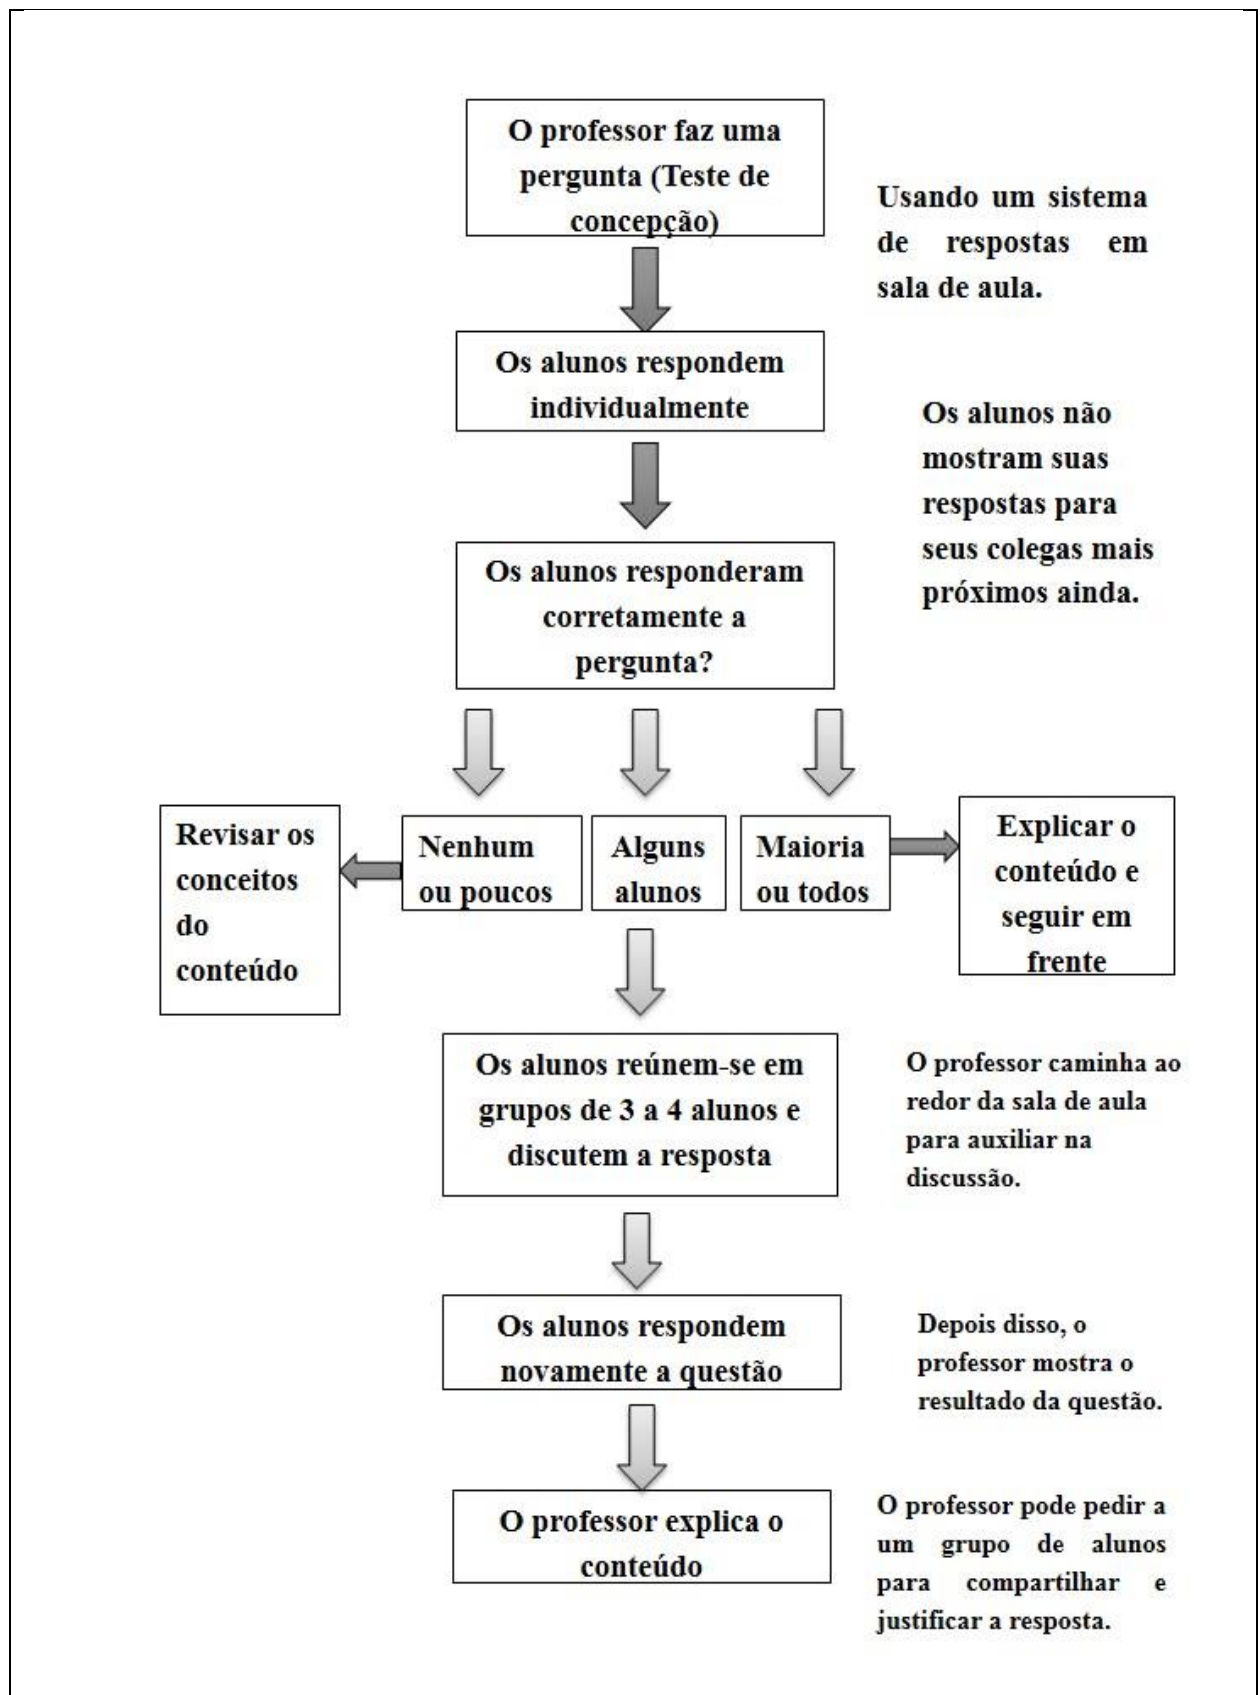 O professor faz uma
pergunta (Teste de
concepção)
Usando um sistema
de respostas em
sala de aula.
Os alunos respondem
individualmente
Os alunos não
mostram suas
respostas para
seus colegas mais
próximos ainda.
Os alunos responderam
corretamente a
pergunta?
Revisar os
conceitos
do
conteúdo
Nenhum
ou poucos
Alguns
alunos
Maioria
ou todos
Explicar o
conteúdo e
seguir em
frente
Os alunos reúnem-se em
grupos de 3 a 4 alunos e
discutem a resposta
O professor caminha ao
redor da sala de aula
para auxiliar na
discussão.
Os alunos respondem
novamente a questão
Depois disso, o
professor mostra o
resultado da questão.
O professor explica o
conteúdo
O professor pode pedir a
um grupo de alunos
para compartilhar e
justificar a resposta.